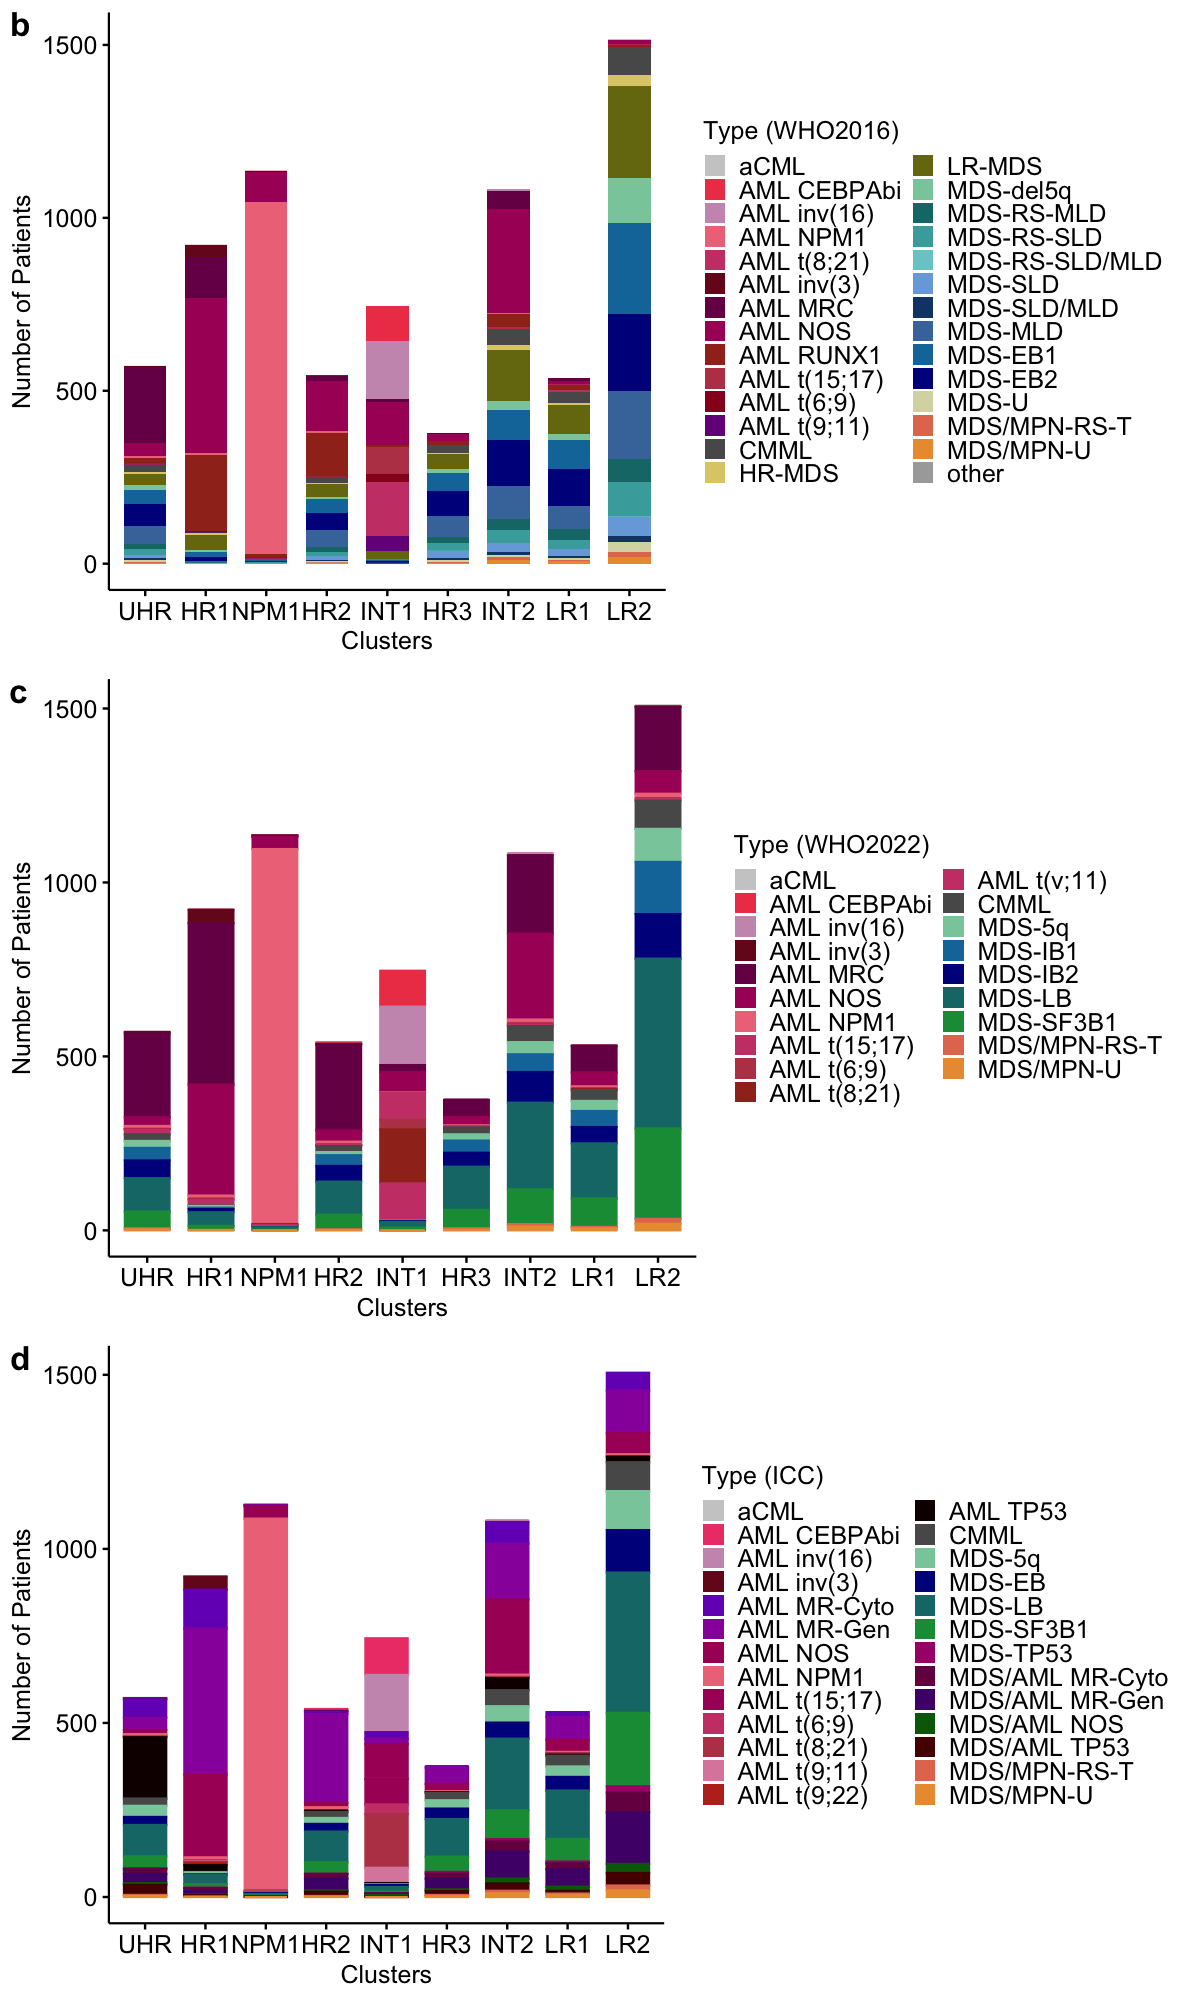 b
1500
1000
500
0
Number of Patients
UHR HR1 NPM1 HR2 INT1 HR3 INT2 LR1 LR2
Clusters
Type (WHO2016)
aCML
AML CEBPAbi
AML inv(16)
AML NPM1
AML t(8;21)
AML inv(3)
AML MRC
AML NOS
AML RUNX1
AML t(15;17)
AML t(6;9)
AML t(9;11)
CMML
HR-MDS
LR-MDS
MDS-del5q
MDS-RS-MLD
MDS-RS-SLD
MDS-RS-SLD/MLD
MDS-SLD
MDS-SLD/MLD
MDS-MLD
MDS-EB1
MDS-EB2
MDS-U
MDS/MPN-RS-T
MDS/MPN-U
other
c
1500
1000
500
0
Number of Patients
UHR HR1 NPM1 HR2 INT1 HR3 INT2 LR1 LR2
Clusters
Type (WHO2022)
aCML
AML CEBPAbi
AML inv(16)
AML inv(3)
AML MRC
AML NOS
AML NPM1
AML t(15;17)
AML t(6;9)
AML t(8;21)
AML t(v;11)
CMML
MDS-5q
MDS-IB1
MDS-IB2
MDS-LB
MDS-SF3B1
MDS/MPN-RS-T
MDS/MPN-U
d
1500
1000
500
0
Number of Patients
UHR HR1 NPM1 HR2 INT1 HR3 INT2 LR1 LR2
Clusters
Type (ICC)
aCML
AML CEBPAbi
AML inv(16)
AML inv(3)
AML MR-Cyto
AML MR-Gen
AML NOS
AML NPM1
AML t(15;17)
AML t(6;9)
AML t(8;21)
AML t(9;11)
AML t(9;22)
AML TP53
CMML
MDS-5q
MDS-EB
MDS-LB
MDS-SF3B1
MDS-TP53
MDS/AML MR-Cyto
MDS/AML MR-Gen
MDS/AML NOS
MDS/AML TP53
MDS/MPN-RS-T
MDS/MPN-U